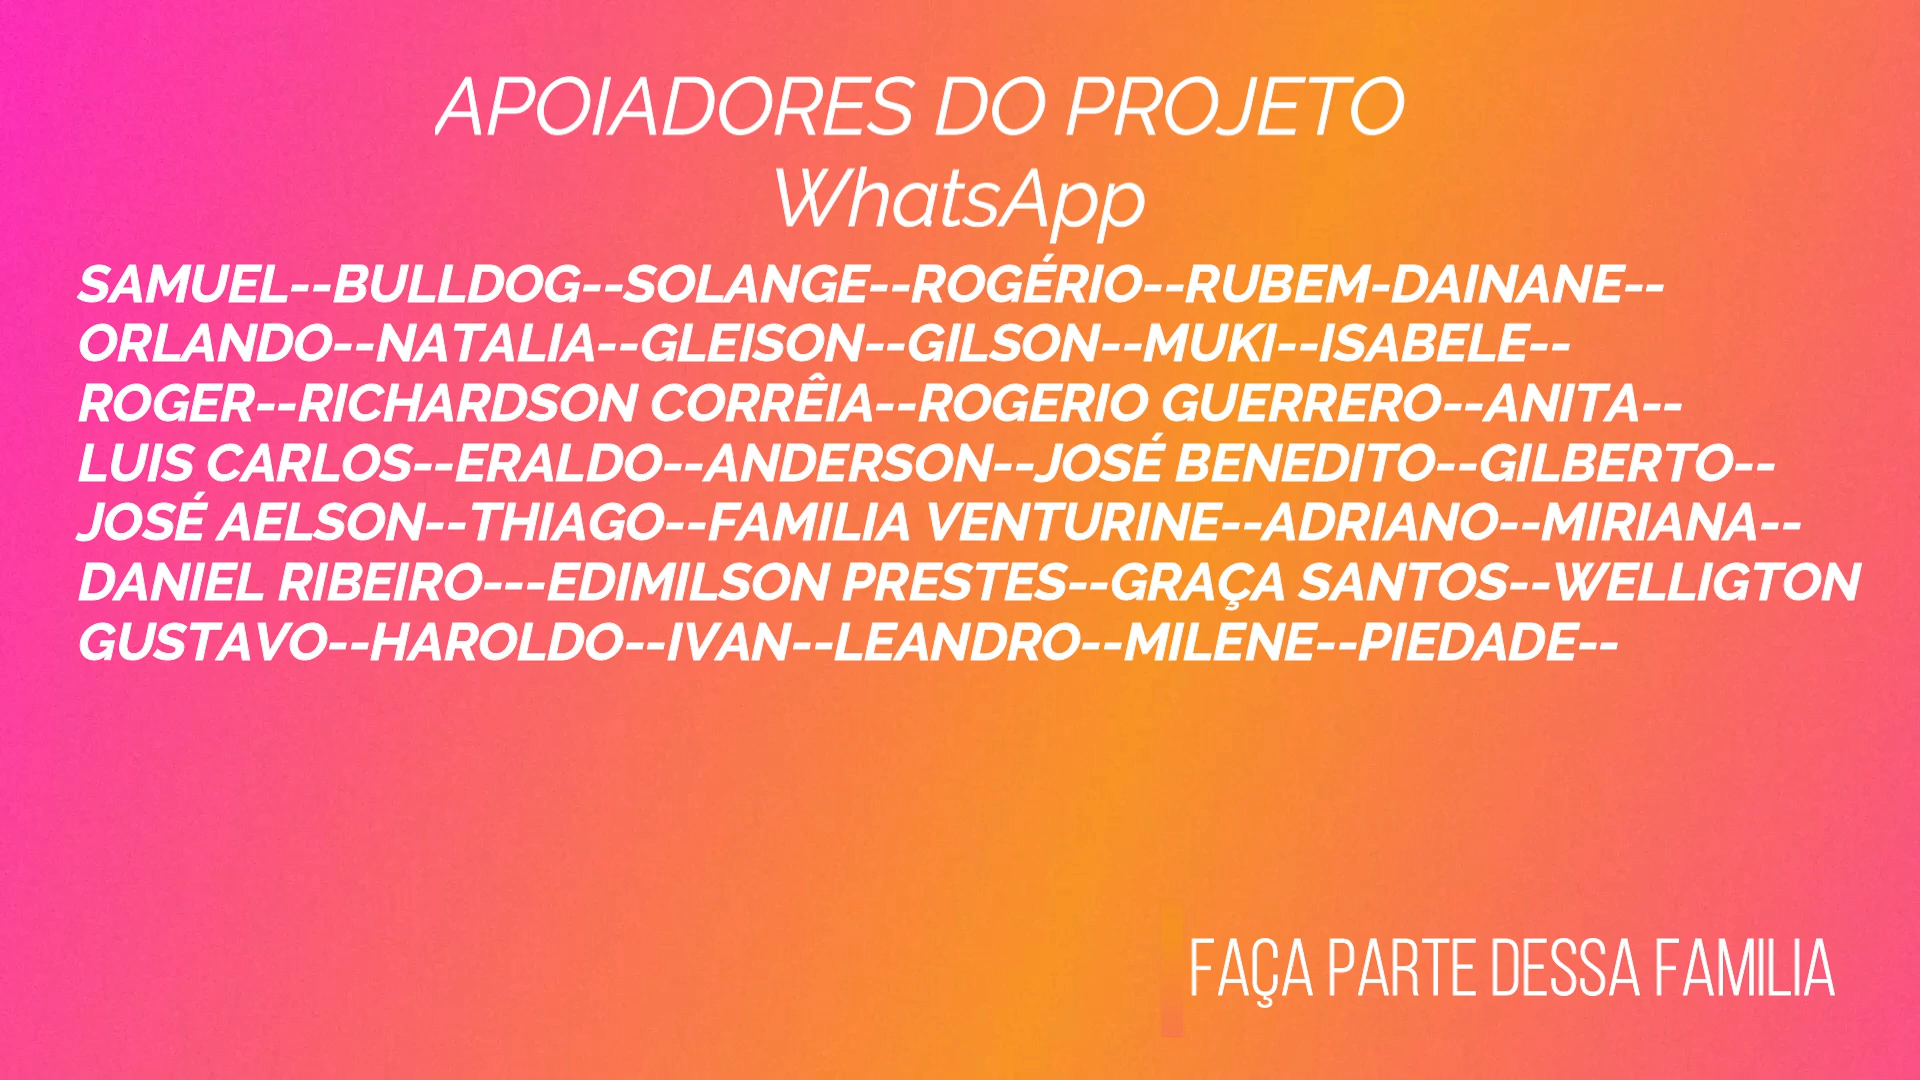 APOIADORES DO PROJETO
WhatsApp
SAMUEL--BULLDOG--SOLANGE--ROGÉRIO--RUBEM-DAINANE--
ORLANDO--NATALIA--GLEISON--GILSON--MUKI--ISABELE--
ROGER--RICHARDSON CORRÊIA--ROGERIO GUERRERO--ANITA--
LUIS CARLOS--ERALDO--ANDERSON--JOSÉ BENEDITO--GILBERTO--
JOSÉ AELSON--THIAGO--FAMILIA VENTURINE--ADRIANO--MIRIANA--
DANIEL RIBEIRO---EDIMILSON PRESTES--GRAÇA SANTOS--WELLIGTON
GUSTAVO--HAROLDO--IVAN--LEANDRO--MILENE--PIEDADE--
FAÇA PARTE DESSA FAMILIA